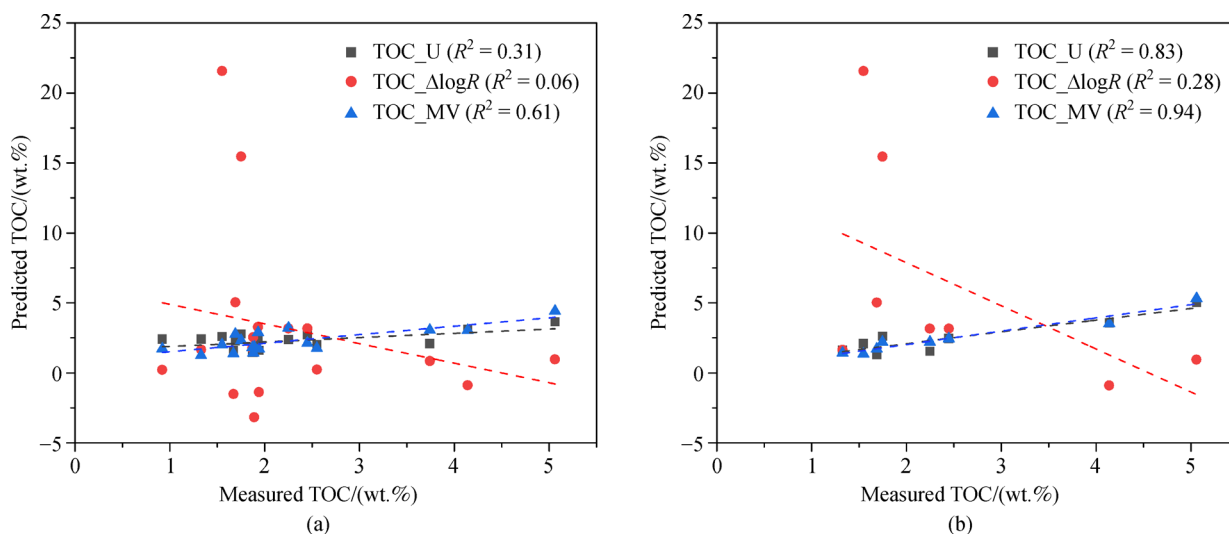 25
20
15
10
5
0
−5
0
1
2
3
4
5
Predicted TOC/(wt.%)
Measured TOC/(wt.%)
TOC_U (R² = 0.31)
TOC_ΔlogR (R² = 0.06)
TOC_MV (R² = 0.61)
(a)
25
20
15
10
5
0
−5
0
1
2
3
4
5
Predicted TOC/(wt.%)
Measured TOC/(wt.%)
TOC_U (R² = 0.83)
TOC_ΔlogR (R² = 0.28)
TOC_MV (R² = 0.94)
(b)